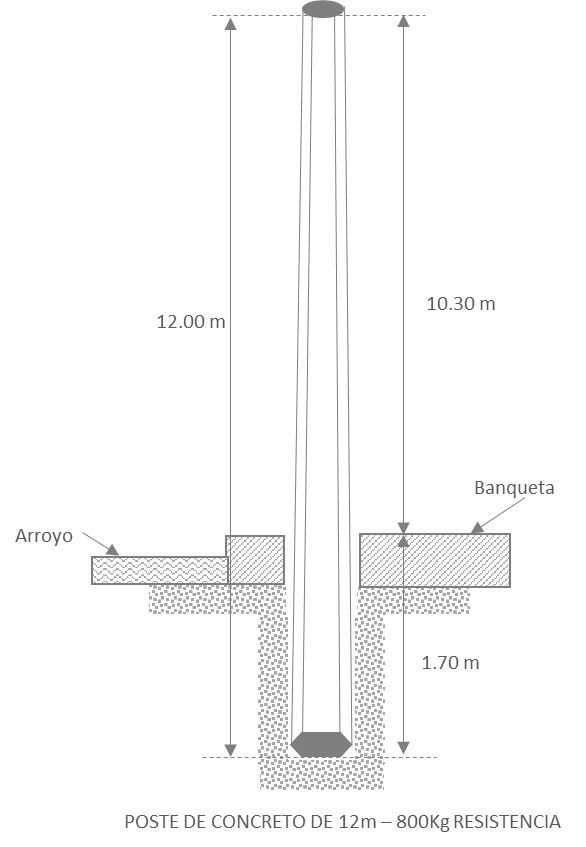 10.30 m
12.00 m
Banqueta
Arroyo
1.70 m
POSTE DE CONCRETO DE 12m – 800Kg RESISTENCIA